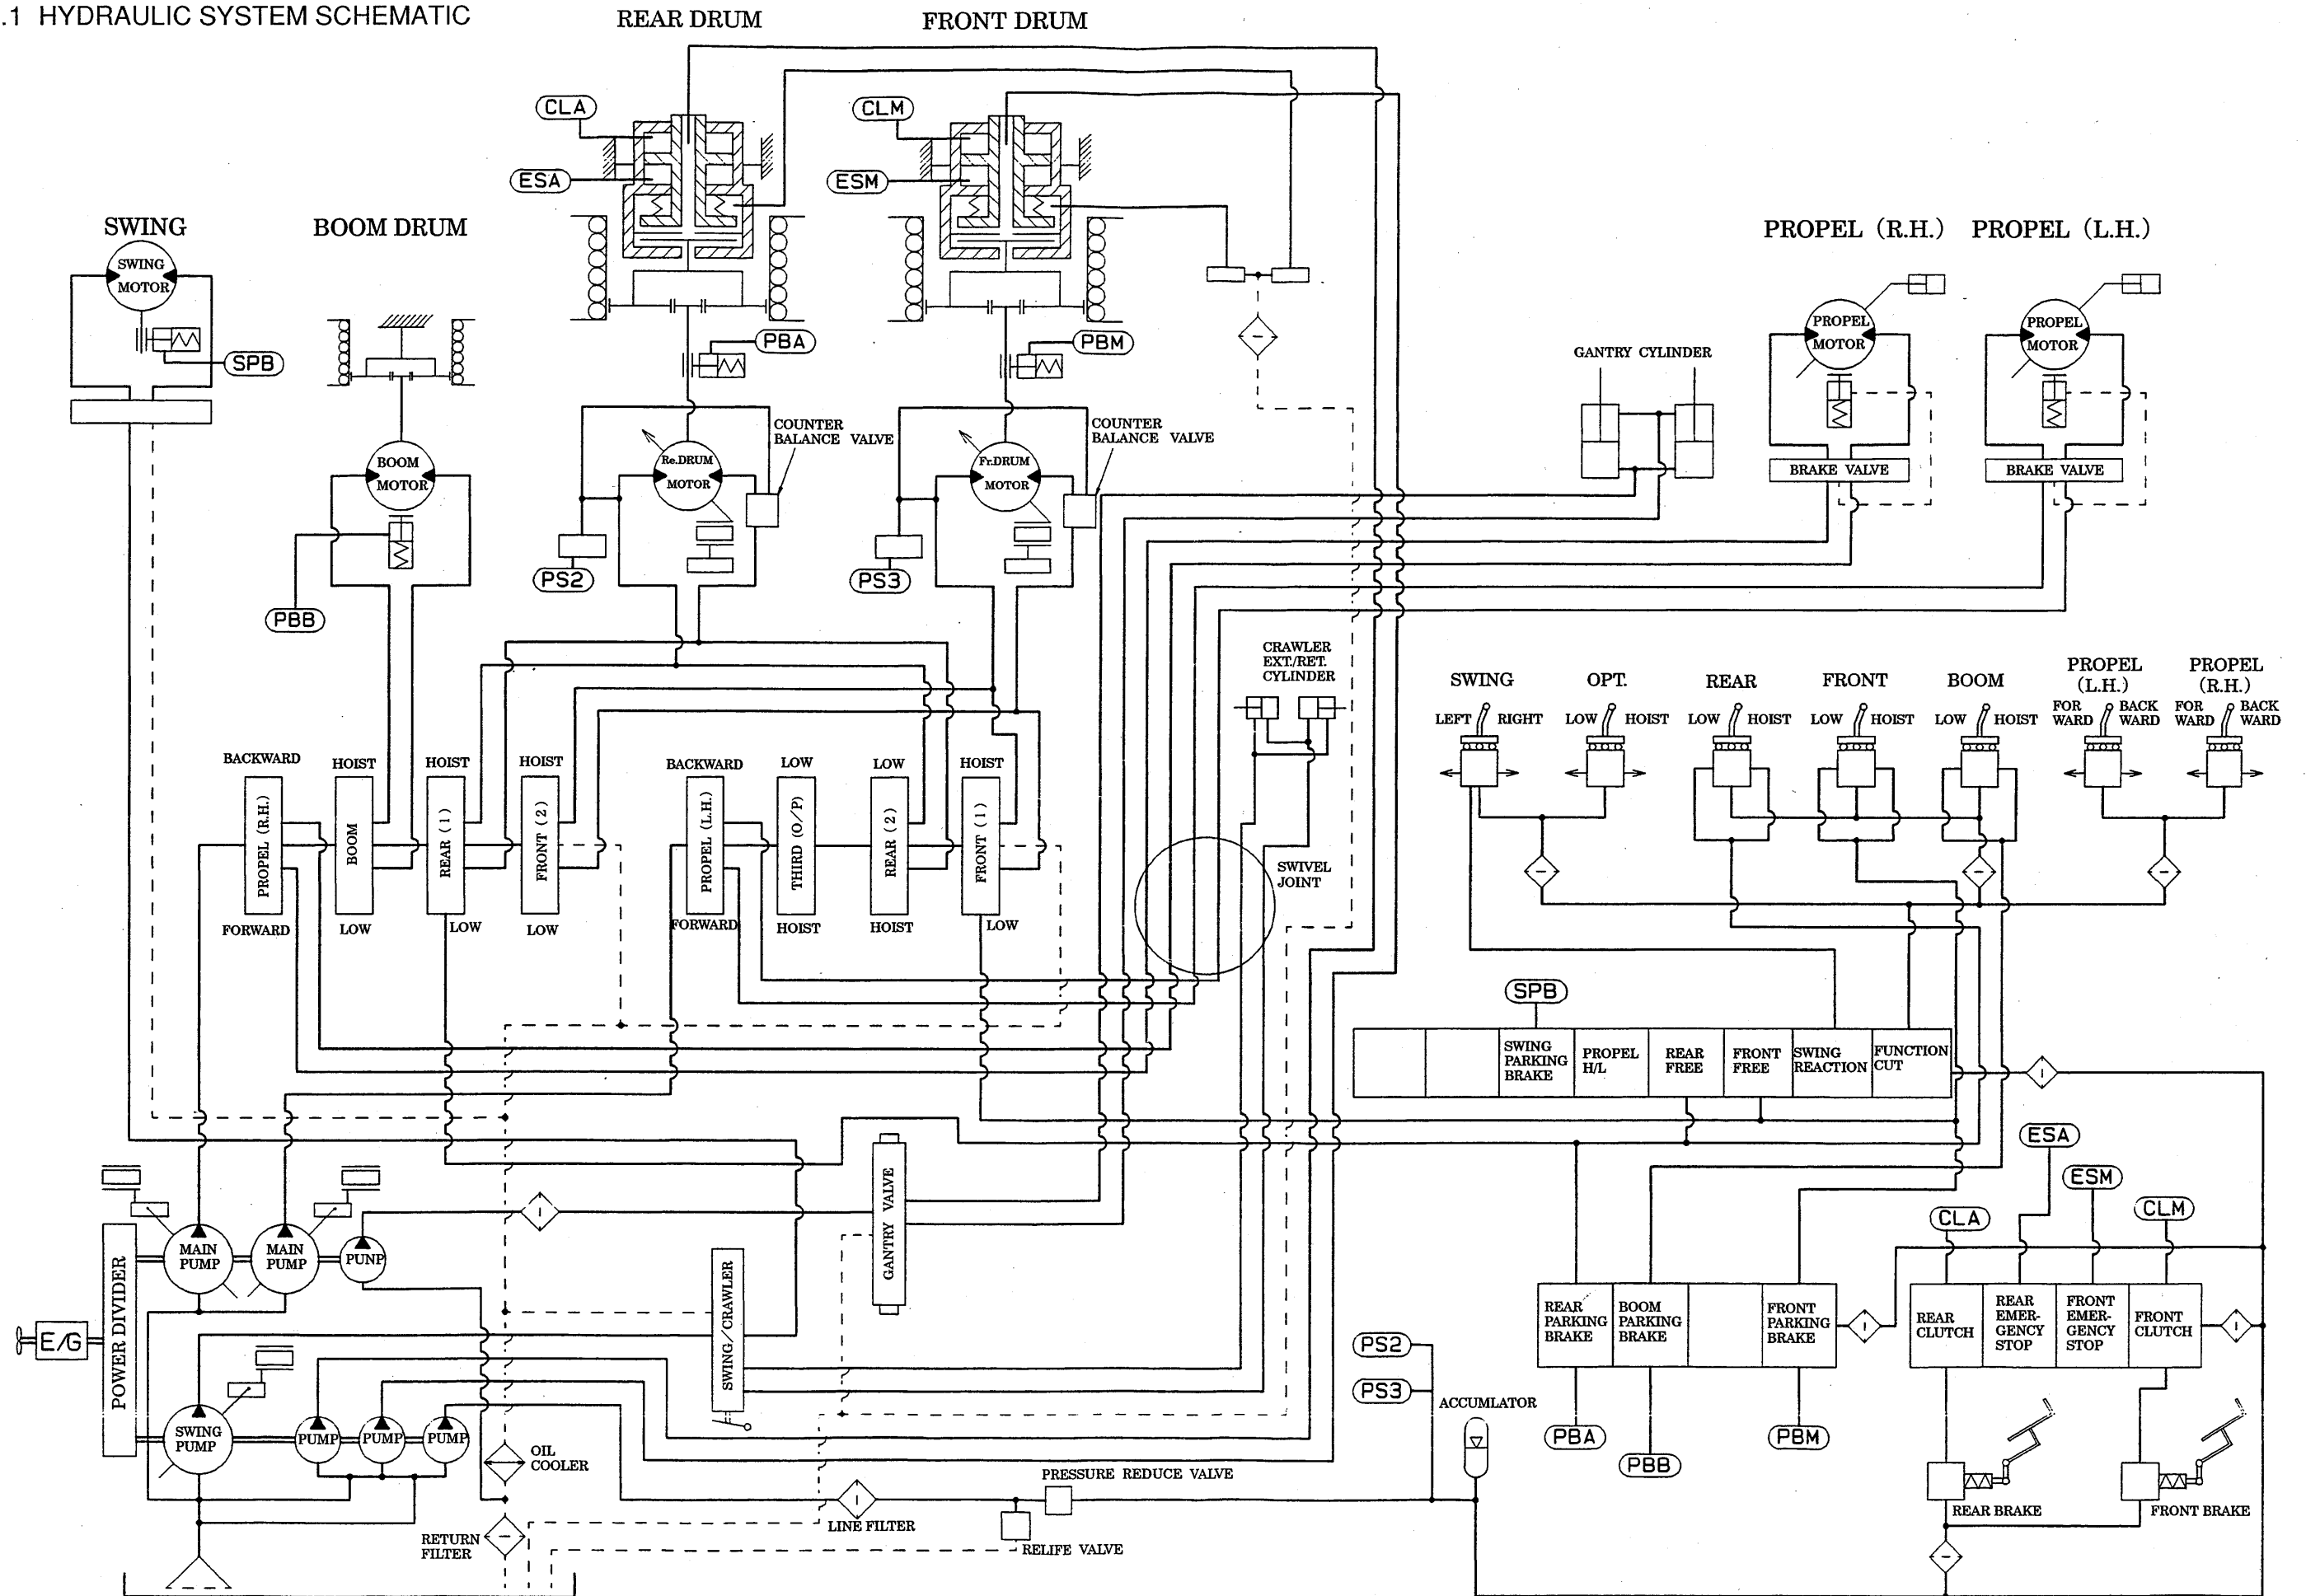 .1 HYDRAULIC SYSTEM SCHEMATIC
REAR DRUM
FRONT DRUM
CLA
CLM
ESA
ESM
SWING
BOOM DRUM
PROPEL (R.H.)
PROPEL (L.H.)
SWING
MOTOR
SPB
PBA
PBM
GANTRY CYLINDER
PROPEL
MOTOR
PROPEL
MOTOR
COUNTER
BALANCE VALVE
COUNTER
BALANCE VALVE
BOOM
MOTOR
Re.DRUM
MOTOR
Fr.DRUM
MOTOR
BRAKE VALVE
BRAKE VALVE
PS2
PS3
PBB
CRAWLER
EXT./RET.
CYLINDER
SWING
OPT.
REAR
FRONT
BOOM
PROPEL
(L.H.)
PROPEL
(R.H.)
LEFT
RIGHT
LOW
HOIST
LOW
HOIST
LOW
HOIST
LOW
HOIST
FOR
WARD
BACK
WARD
FOR
WARD
BACK
WARD
BACKWARD
HOIST
HOIST
HOIST
BACKWARD
LOW
LOW
HOIST
PROPEL (R.H.)
BOOM
REAR (1)
FRONT (2)
PROPEL (L.H.)
THIRD (O/P)
REAR (2)
FRONT (1)
FORWARD
LOW
LOW
LOW
FORWARD
HOIST
HOIST
LOW
SWIVEL
JOINT
SPB
SWING
PARKING
BRAKE
PROPEL
H/L
REAR
FREE
FRONT
FREE
SWING
REACTION
FUNCTION
CUT
ESA
ESM
CLA
CLM
GANTRY VALVE
MAIN
PUMP
MAIN
PUMP
PUNP
POWER DIVIDER
E/G
SWING/CRAWLER
REAR
PARKING
BRAKE
BOOM
PARKING
BRAKE
FRONT
PARKING
BRAKE
REAR
CLUTCH
REAR
EMER-
GENCY
STOP
FRONT
EMER-
GENCY
STOP
FRONT
CLUTCH
PS2
PS3
ACCUMLATOR
SWING
PUMP
PUMP
PUMP
PUMP
PBA
PBB
PBM
OIL
COOLER
PRESSURE REDUCE VALVE
LINE FILTER
RETURN
FILTER
RELIFE VALVE
REAR BRAKE
FRONT BRAKE